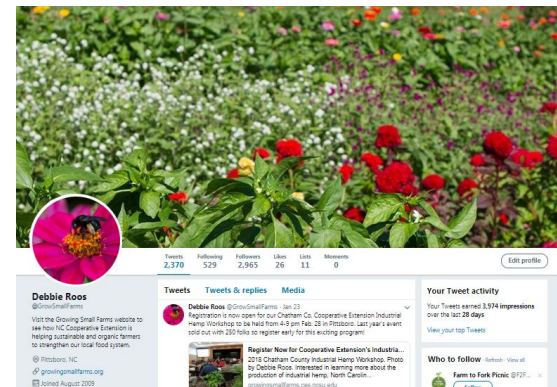 Tweets Following Followers Likes Lists Moments
2,370 529 2,965 26 11 0
Edit profile
Debbie Roos
@GrowSmallFarms
Visit the Growing Small Farms website to
see how NC Cooperative Extension is
helping sustainable and organic farmers
to strengthen our local food system.
Pittsboro, NC
growingsmallfarms.org
Joined August 2009
Tweets Tweets & replies Media
Debbie Roos @GrowSmallFarms · Jan 23
Registration is now open for our Chatham Co. Cooperative Extension Industrial
Hemp Workshop to be held from 4-9 pm Feb. 28 in Pittsboro. Last year's event
sold out with 250 folks so register early for this exciting program!
Register Now for Cooperative Extension's Industria...
2018 Chatham County Industrial Hemp Workshop. Photo
by Debbie Roos. Interested in learning more about the
production of industrial hemp, North Carolin...
growingsmallfarms.ces.ncsu.edu
Your Tweet activity
Your Tweets earned 3,974 impressions
over the last 28 days
View your top Tweets
Who to follow · Refresh · View all
Farm to Fork Picnic @F2F...
Follow